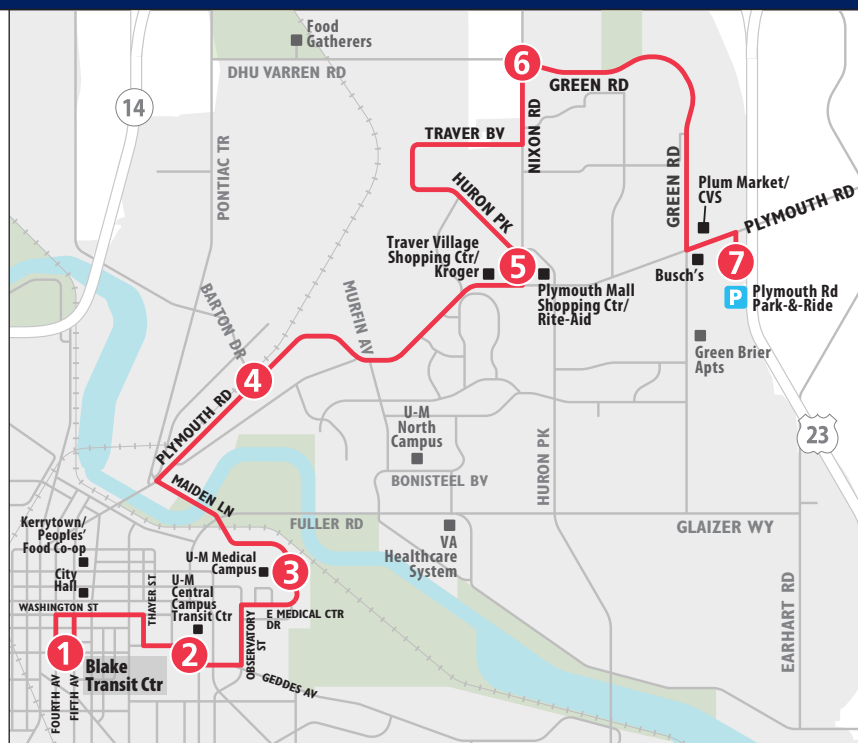 Food
Gatherers
6
DHU VARREN RD
GREEN RD
14
TRAVER BV
NIXON RD
PONTIAC TR
HURON PK
GREEN RD
Plum Market/
CVS
PLYMOUTH RD
Traver Village
Shopping Ctr/
Kroger
5
Plymouth Mall
Shopping Ctr/
Rite-Aid
Busch's
7
P
Plymouth Rd
Park-&-Ride
MURFIN AV
BARTON DR
4
Green Brier
Apts
PLYMOUTH RD
U-M
North
Campus
23
BONISTEEL BV
HURON PK
MAIDEN LN
FULLER RD
GLAIZER WY
Kerrytown/
Peoples'
Food Co-op
City
Hall
VA
Healthcare
System
U-M Medical
Campus
3
THAYER ST
U-M
Central
Campus
Transit Ctr
WASHINGTON ST
E MEDICAL CTR
DR
OBSERVATORY
ST
EARHART RD
1
2
Blake
Transit Ctr
GEDDES AV
FOURTH AV
FIFTH AV